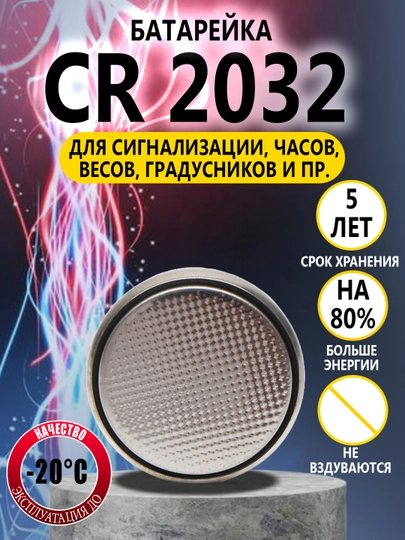 БАТАРЕЙКА
CR 2032
ДЛЯ СИГНАЛИЗАЦИИ, ЧАСОВ,
ВЕСОВ, ГРАДУСНИКОВ И ПР.
5
ЛЕТ
СРОК ХРАНЕНИЯ
НА
80%
БОЛЬШЕ
ЭНЕРГИИ
НЕ
ВЗДУВАЮТСЯ
КАЧЕСТВО
-20°C
ЭКСПЛУАТАЦИЯ ДО